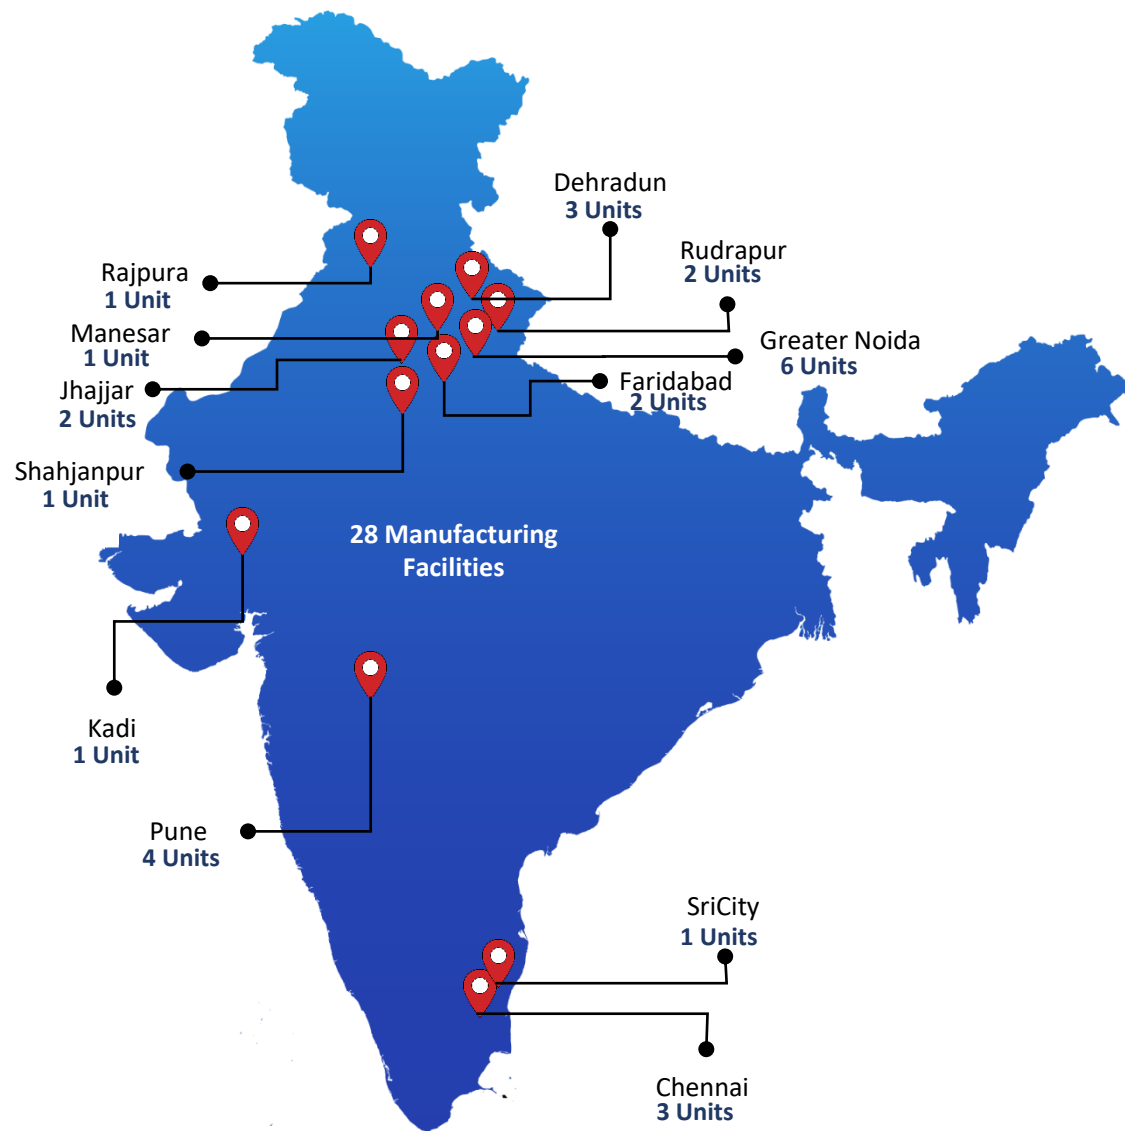 Dehradun
3 Units
Rudrapur
2 Units
Rajpura
1 Unit
Manesar
1 Unit
Greater Noida
6 Units
Jhajjar
2 Units
Faridabad
2 Units
Shahjanpur
1 Unit
28 Manufacturing
Facilities
Kadi
1 Unit
Pune
4 Units
SriCity
1 Units
Chennai
3 Units